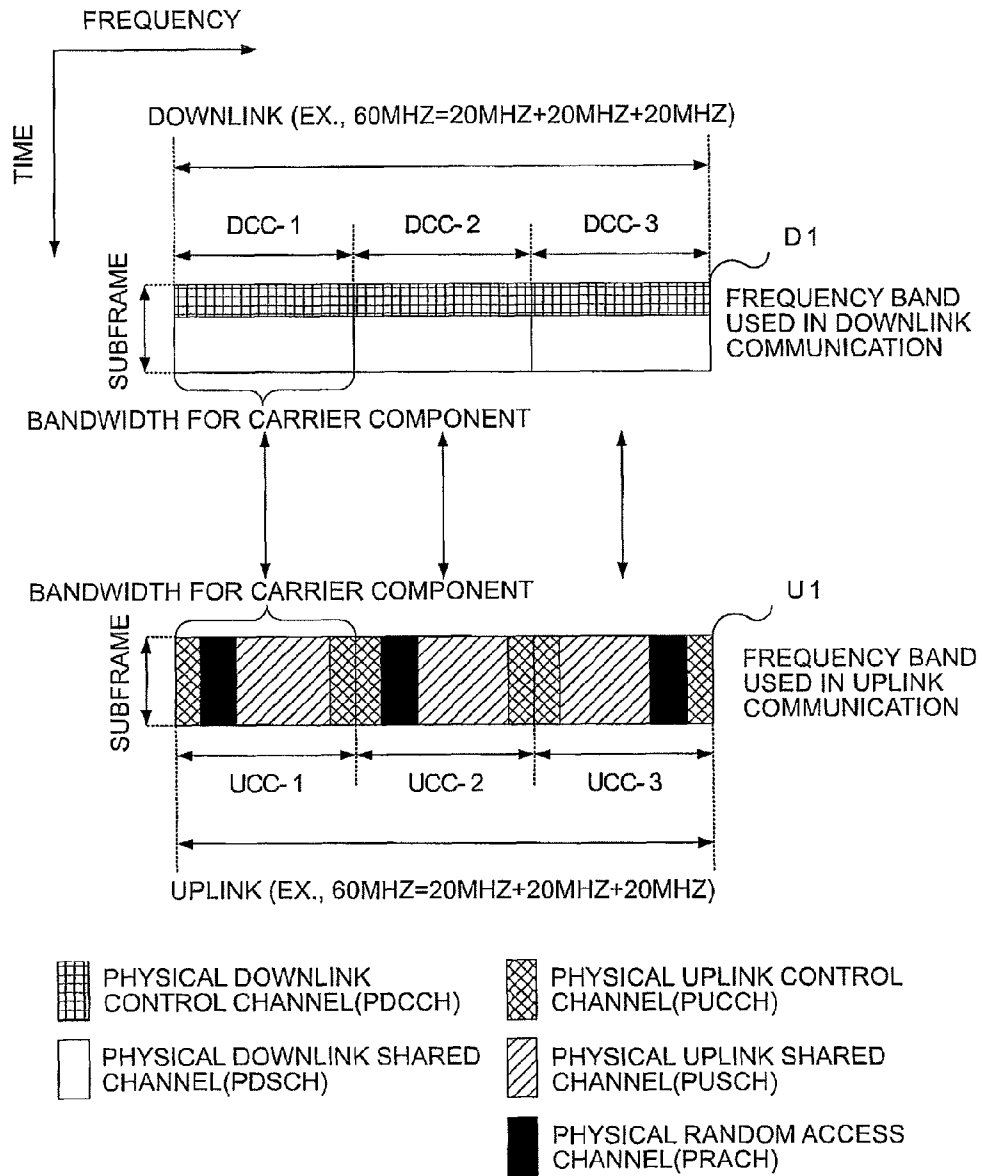 FREQUENCY
TIME
DOWNLINK (EX., 60MHZ=20MHZ+20MHZ+20MHZ)
DCC-1
DCC-2
DCC-3
D1
SUBFRAME
FREQUENCY BAND
USED IN DOWNLINK
COMMUNICATION
BANDWIDTH FOR CARRIER COMPONENT
BANDWIDTH FOR CARRIER COMPONENT
U1
SUBFRAME
FREQUENCY BAND
USED IN UPLINK
COMMUNICATION
UCC-1
UCC-2
UCC-3
UPLINK (EX., 60MHZ=20MHZ+20MHZ+20MHZ)
PHYSICAL DOWNLINK
CONTROL CHANNEL(PDCCH)
PHYSICAL UPLINK CONTROL
CHANNEL(PUCCH)
PHYSICAL DOWNLINK SHARED
CHANNEL(PDSCH)
PHYSICAL UPLINK SHARED
CHANNEL(PUSCH)
PHYSICAL RANDOM ACCESS
CHANNEL(PRACH)